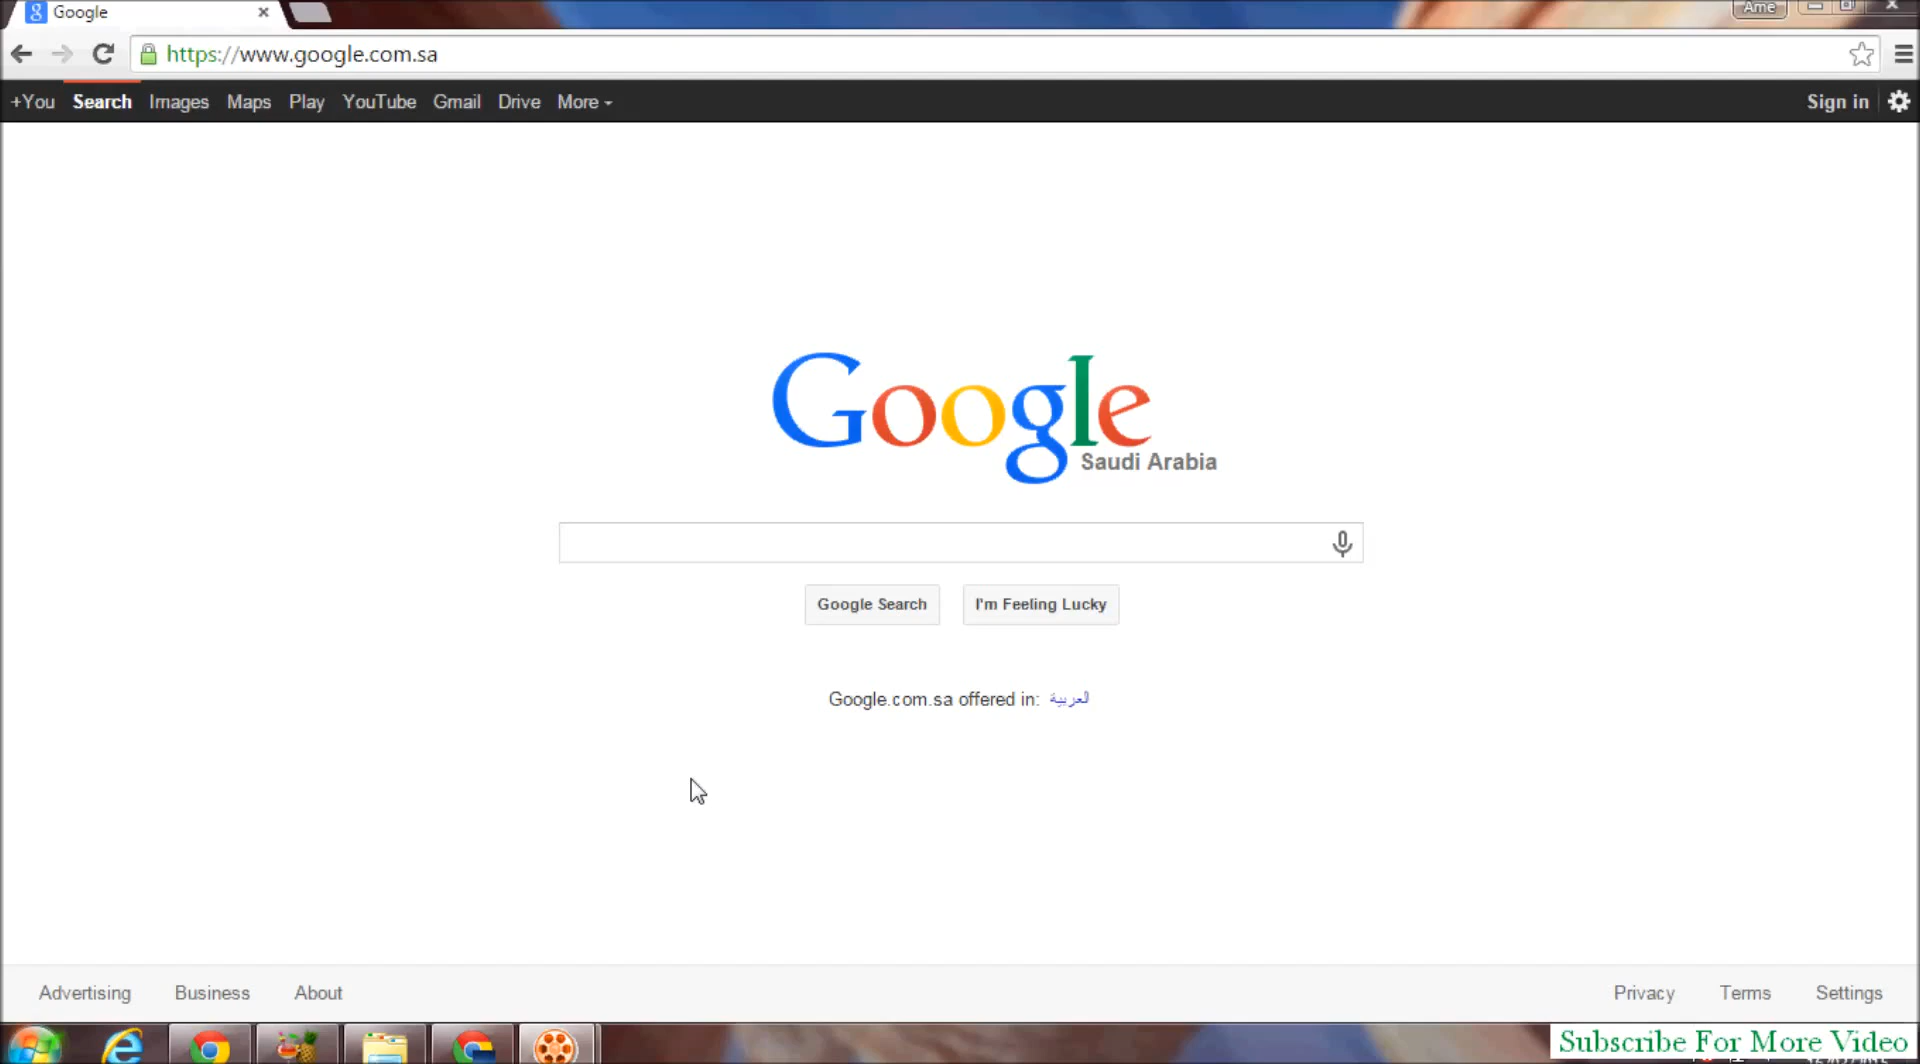 Google
Ame
https://www.google.com.sa
+You Search Images Maps Play YouTube Gmail Drive More Sign in
Google
Saudi Arabia
Google Search I'm Feeling Lucky
Google.com.sa offered in: العربية
Advertising Business About Privacy Terms Settings
Subscribe For More Video